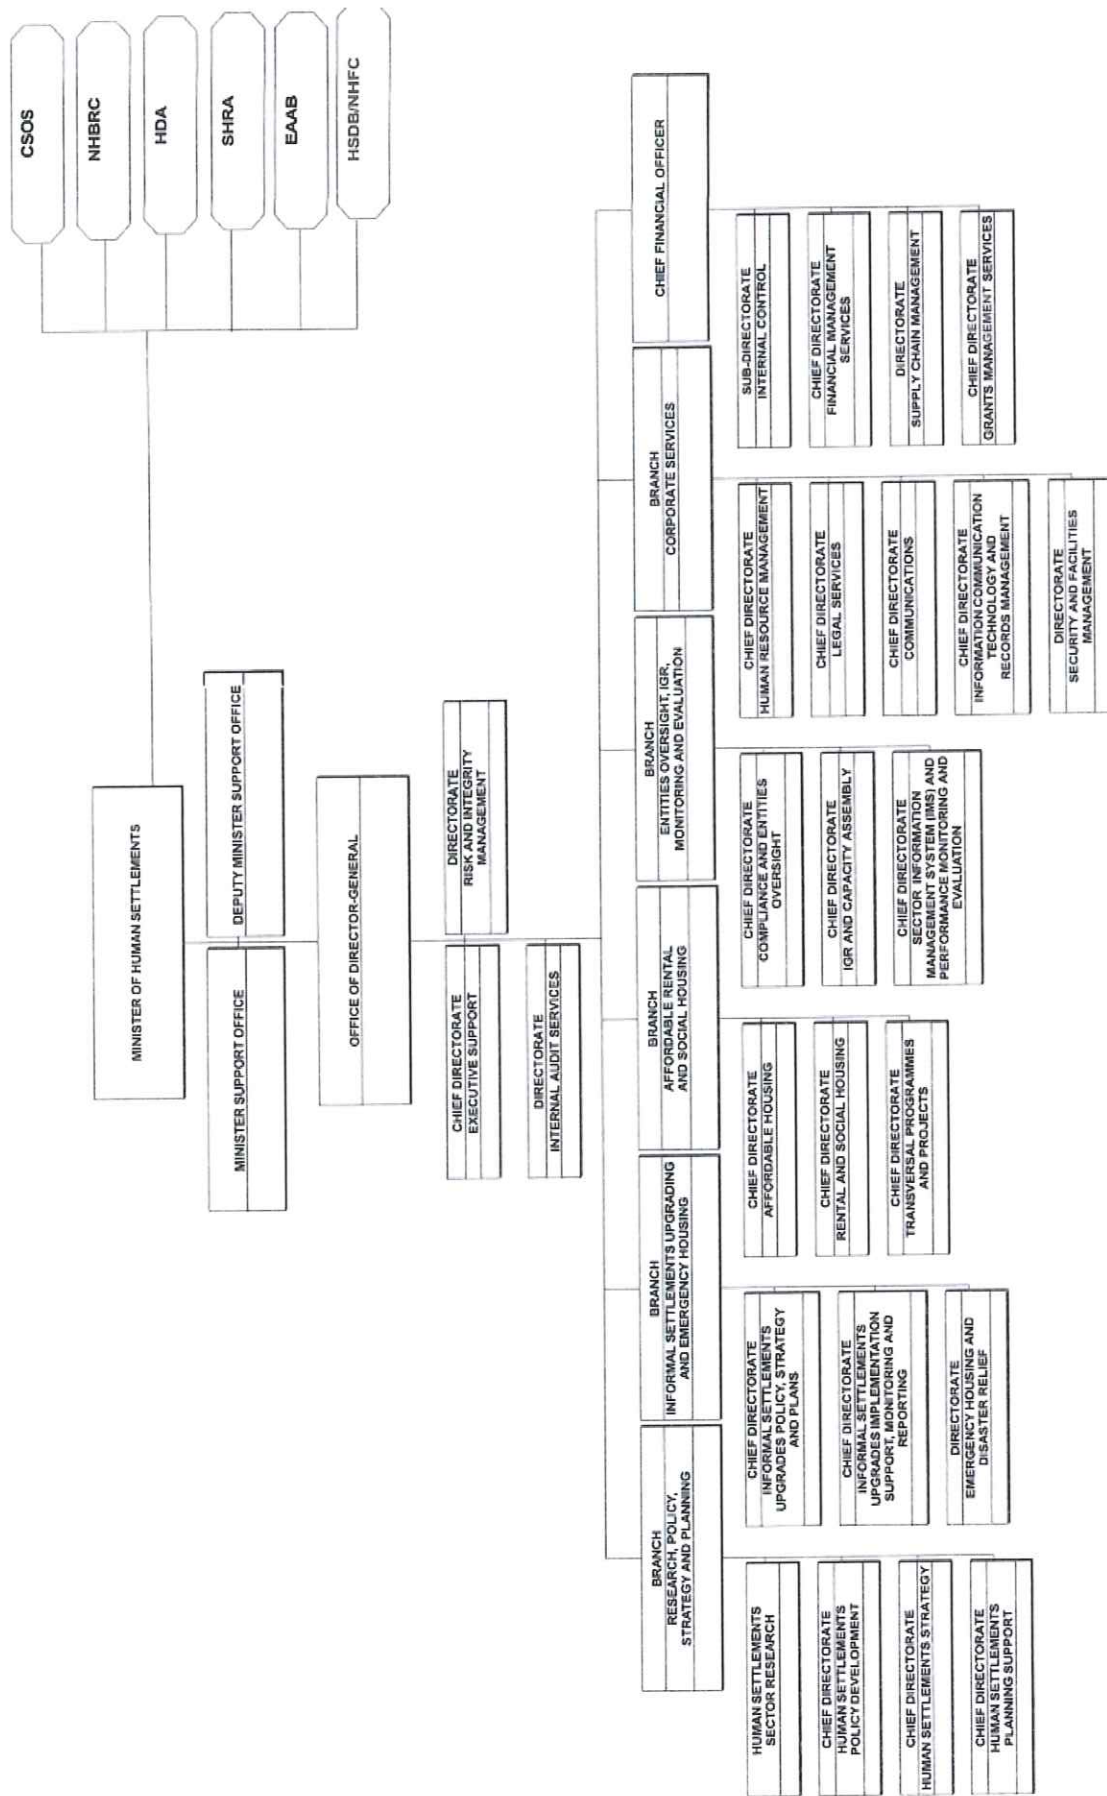 CSOS
NHBRC
HDA
SHRA
EAAB
HSDB/NHFC
MINISTER OF HUMAN SETTLEMENTS
MINISTER SUPPORT OFFICE
DEPUTY MINISTER SUPPORT OFFICE
OFFICE OF DIRECTOR-GENERAL
CHIEF DIRECTORATE
EXECUTIVE SUPPORT
DIRECTORATE
RISK AND INTEGRITY
MANAGEMENT
DIRECTORATE
INTERNAL AUDIT SERVICES
BRANCH
RESEARCH, POLICY,
STRATEGY AND PLANNING
BRANCH
INFORMAL SETTLEMENTS UPGRADING
AND EMERGENCY HOUSING
BRANCH
AFFORDABLE RENTAL
AND SOCIAL HOUSING
BRANCH
ENTITIES OVERSIGHT, IGR,
MONITORING AND EVALUATION
BRANCH
CORPORATE SERVICES
CHIEF FINANCIAL OFFICER
HUMAN SETTLEMENTS
SECTOR RESEARCH
CHIEF DIRECTORATE
HUMAN SETTLEMENTS
POLICY DEVELOPMENT
CHIEF DIRECTORATE
HUMAN SETTLEMENTS STRATEGY
CHIEF DIRECTORATE
HUMAN SETTLEMENTS
PLANNING SUPPORT
CHIEF DIRECTORATE
INFORMAL SETTLEMENTS
UPGRADES POLICY, STRATEGY
AND PLANS
CHIEF DIRECTORATE
INFORMAL SETTLEMENTS
UPGRADES IMPLEMENTATION
SUPPORT, MONITORING AND
REPORTING
DIRECTORATE
EMERGENCY HOUSING AND
DISASTER RELIEF
CHIEF DIRECTORATE
AFFORDABLE HOUSING
CHIEF DIRECTORATE
RENTAL AND SOCIAL HOUSING
CHIEF DIRECTORATE
TRANSVERSAL PROGRAMMES
AND PROJECTS
CHIEF DIRECTORATE
COMPLIANCE AND ENTITIES
OVERSIGHT
CHIEF DIRECTORATE
IGR AND CAPACITY ASSEMBLY
CHIEF DIRECTORATE
SECTOR INFORMATION
MANAGEMENT SYSTEM (IMS) AND
PERFORMANCE MONITORING AND
EVALUATION
CHIEF DIRECTORATE
HUMAN RESOURCE MANAGEMENT
CHIEF DIRECTORATE
LEGAL SERVICES
CHIEF DIRECTORATE
COMMUNICATIONS
CHIEF DIRECTORATE
INFORMATION COMMUNICATION
TECHNOLOGY AND
RECORDS MANAGEMENT
DIRECTORATE
SECURITY AND FACILITIES
MANAGEMENT
SUB-DIRECTORATE
INTERNAL CONTROL
CHIEF DIRECTORATE
FINANCIAL MANAGEMENT
SERVICES
DIRECTORATE
SUPPLY CHAIN MANAGEMENT
CHIEF DIRECTORATE
GRANTS MANAGEMENT SERVICES